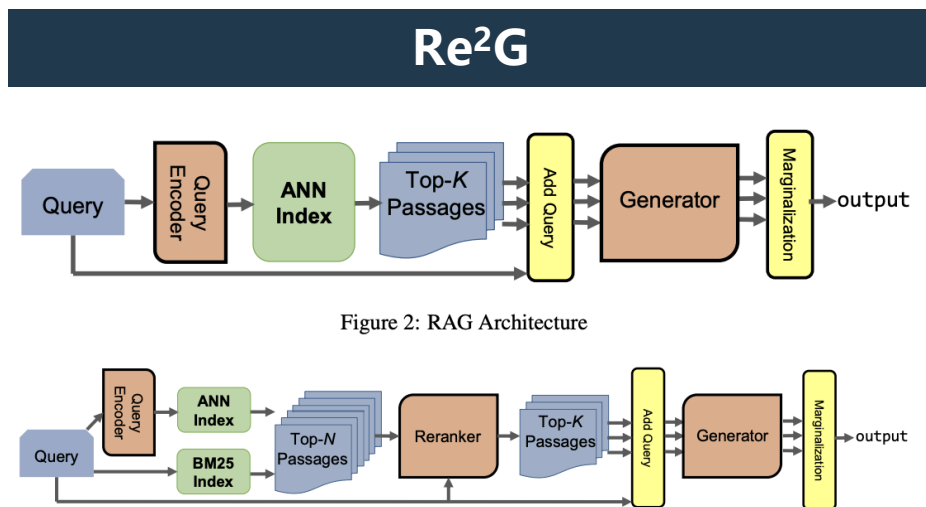 Re²G
Query
Query
Encoder
ANN
Index
Top-K
Passages
Add Query
Generator
Marginalization
output
Figure 2: RAG Architecture
Query
Query
Encoder
ANN
Index
BM25
Index
Top-N
Passages
Reranker
Top-K
Passages
Add Query
Generator
Marginalization
output